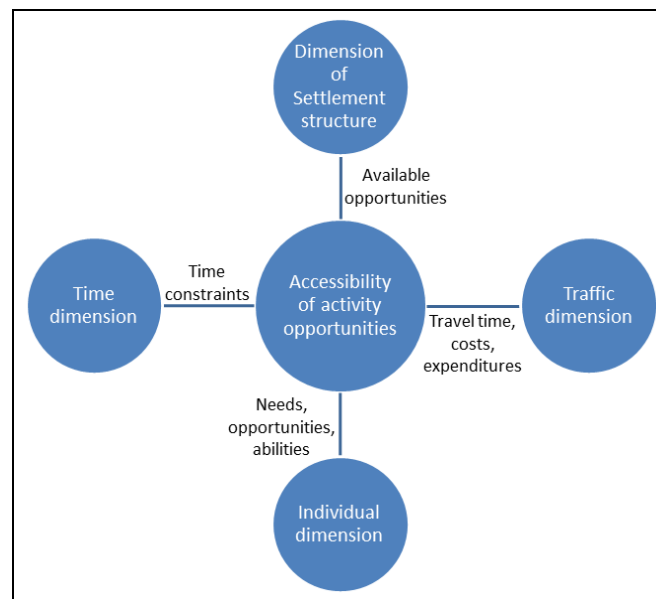 Dimension
of
Settlement
structure
Available
opportunities
Time
dimension
Time
constraints
Accessibility
of activity
opportunities
Travel time,
costs,
expenditures
Traffic
dimension
Needs,
opportunities,
abilities
Individual
dimension